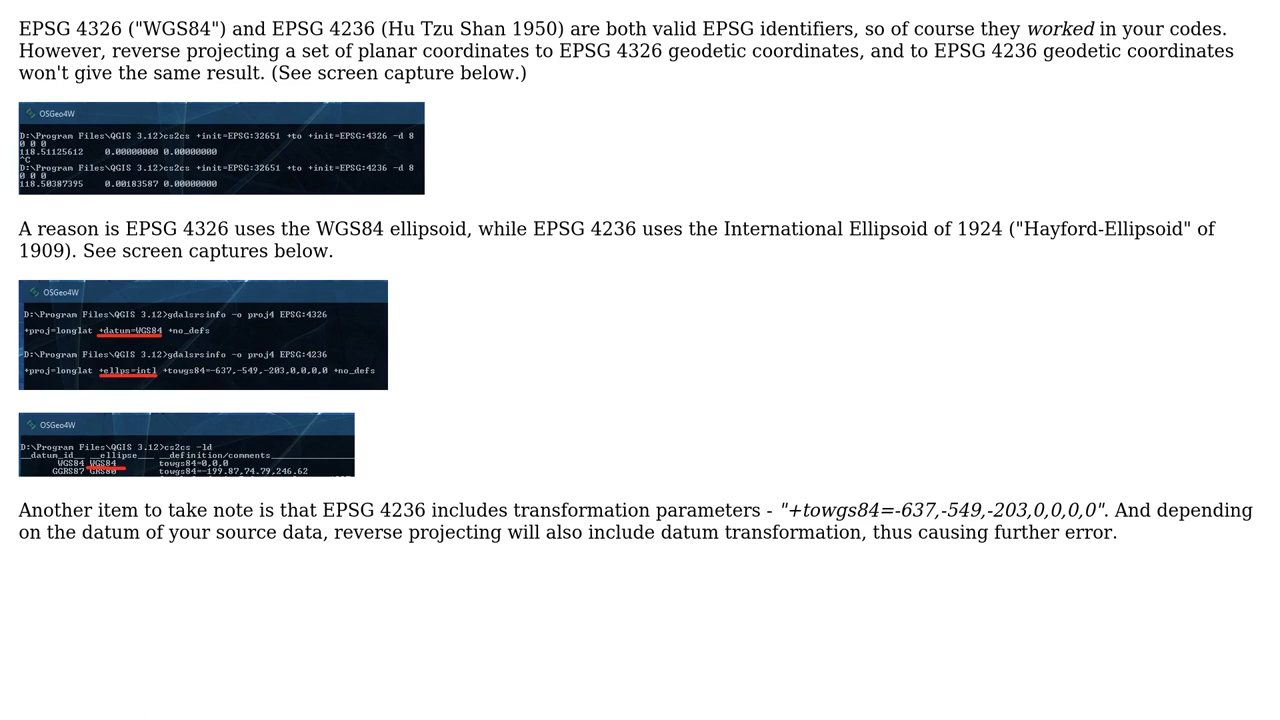 EPSG 4326 ("WGS84") and EPSG 4236 (Hu Tzu Shan 1950) are both valid EPSG identifiers, so of course they worked in your codes.
However, reverse projecting a set of planar coordinates to EPSG 4326 geodetic coordinates, and to EPSG 4236 geodetic coordinates
won't give the same result. (See screen capture below.)
OSGeo4W
D:\Program Files\QGIS 3.12>cs2cs +init=EPSG:32651 +to +init=EPSG:4326 -d 8
0 0 0
118.51125612 0.00000000 0.00000000
^C
D:\Program Files\QGIS 3.12>cs2cs +init=EPSG:32651 +to +init=EPSG:4236 -d 8
0 0 0
118.50387395 0.00183587 0.00000000
A reason is EPSG 4326 uses the WGS84 ellipsoid, while EPSG 4236 uses the International Ellipsoid of 1924 ("Hayford-Ellipsoid" of
1909). See screen captures below.
OSGeo4W
D:\Program Files\QGIS 3.12>gdalsrsinfo -o proj4 EPSG:4326
+proj=longlat +datum=WGS84 +no_defs
D:\Program Files\QGIS 3.12>gdalsrsinfo -o proj4 EPSG:4236
+proj=longlat +ellps=intl +towgs84=-637,-549,-203,0,0,0,0 +no_defs
OSGeo4W
D:\Program Files\QGIS 3.12>cs2cs -ld
__datum_id__ __ellipse___ __definition/comments______________
WGS84 WGS84 towgs84=0,0,0
GGRS87 GRS80 towgs84=-199.87,74.79,246.62
Another item to take note is that EPSG 4236 includes transformation parameters - "+towgs84=-637,-549,-203,0,0,0,0". And depending
on the datum of your source data, reverse projecting will also include datum transformation, thus causing further error.